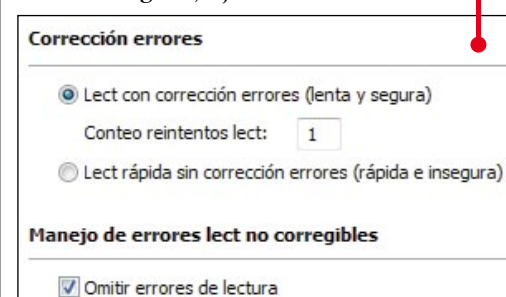 Corrección errores
Lect con corrección errores (lenta y segura)
Conteo reintentos lect: 1
Lect rápida sin corrección errores (rápida e insegura)
Manejo de errores lect no corregibles
Omitir errores de lectura